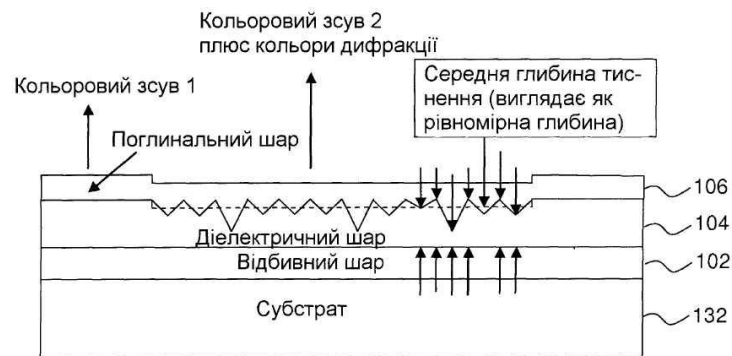 Кольоровий зсув 2
плюс кольори дифракції
Кольоровий зсув 1
Середня глибина тис-
нення (виглядає як
рівномірна глибина)
Поглинальний шар
106
104
Діелектричний шар
Відбивний шар
102
Субстрат
132